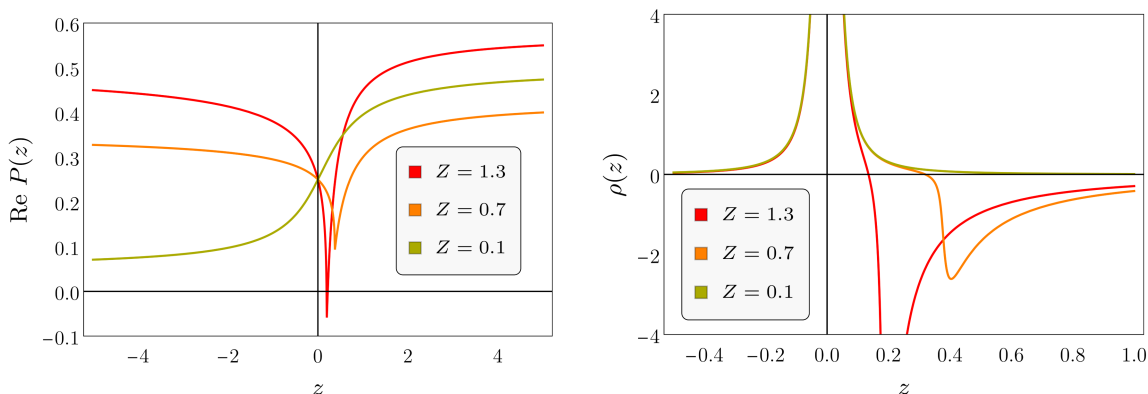 0.6
0.5
0.4
0.3
0.2
0.1
0.0
−0.1
Re P(z)
Z = 1.3
Z = 0.7
Z = 0.1
−4 −2 0 2 4
z
4
2
0
−2
−4
ρ(z)
Z = 1.3
Z = 0.7
Z = 0.1
−0.4 −0.2 0.0 0.2 0.4 0.6 0.8 1.0
z